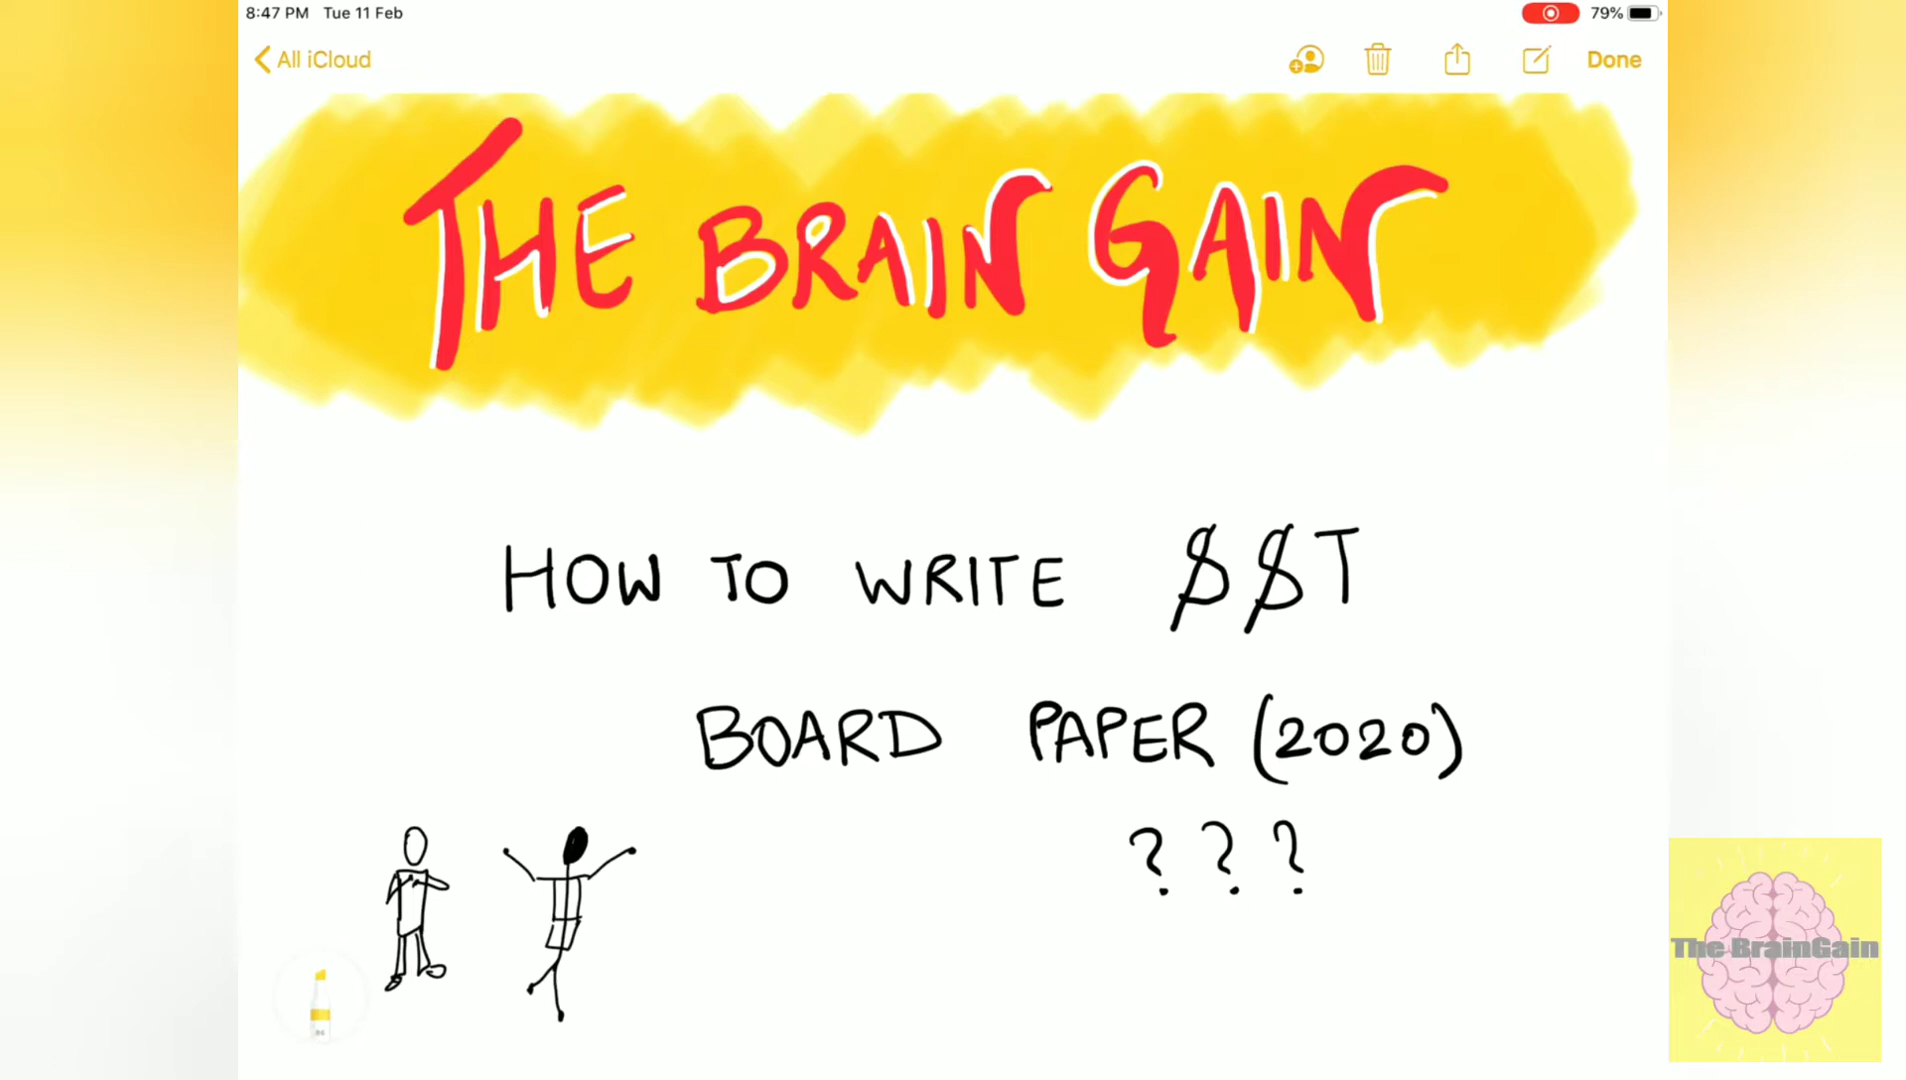 8:47 PM Tue 11 Feb
79%
All iCloud
Done
THE BRAIN GAIN
HOW TO WRITE $$T
BOARD PAPER (2020)
? ? ?
The BrainGain